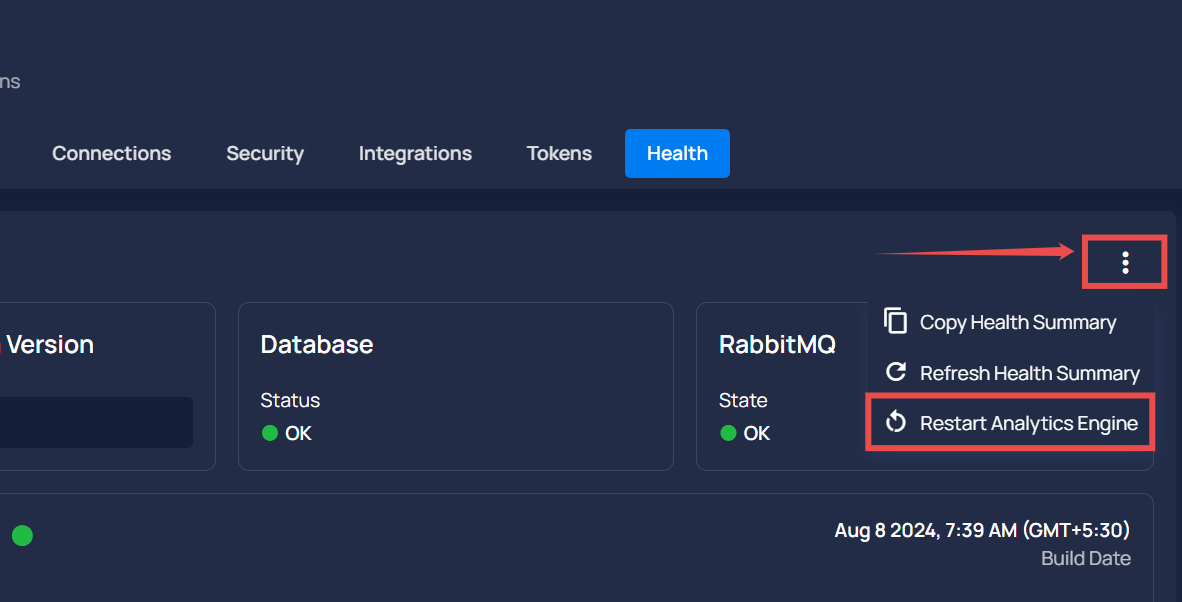 ns
Connections Security Integrations Tokens Health
Version
Database
Status
OK
RabbitMQ
State
OK
Copy Health Summary
Refresh Health Summary
Restart Analytics Engine
Aug 8 2024, 7:39 AM (GMT+5:30)
Build Date